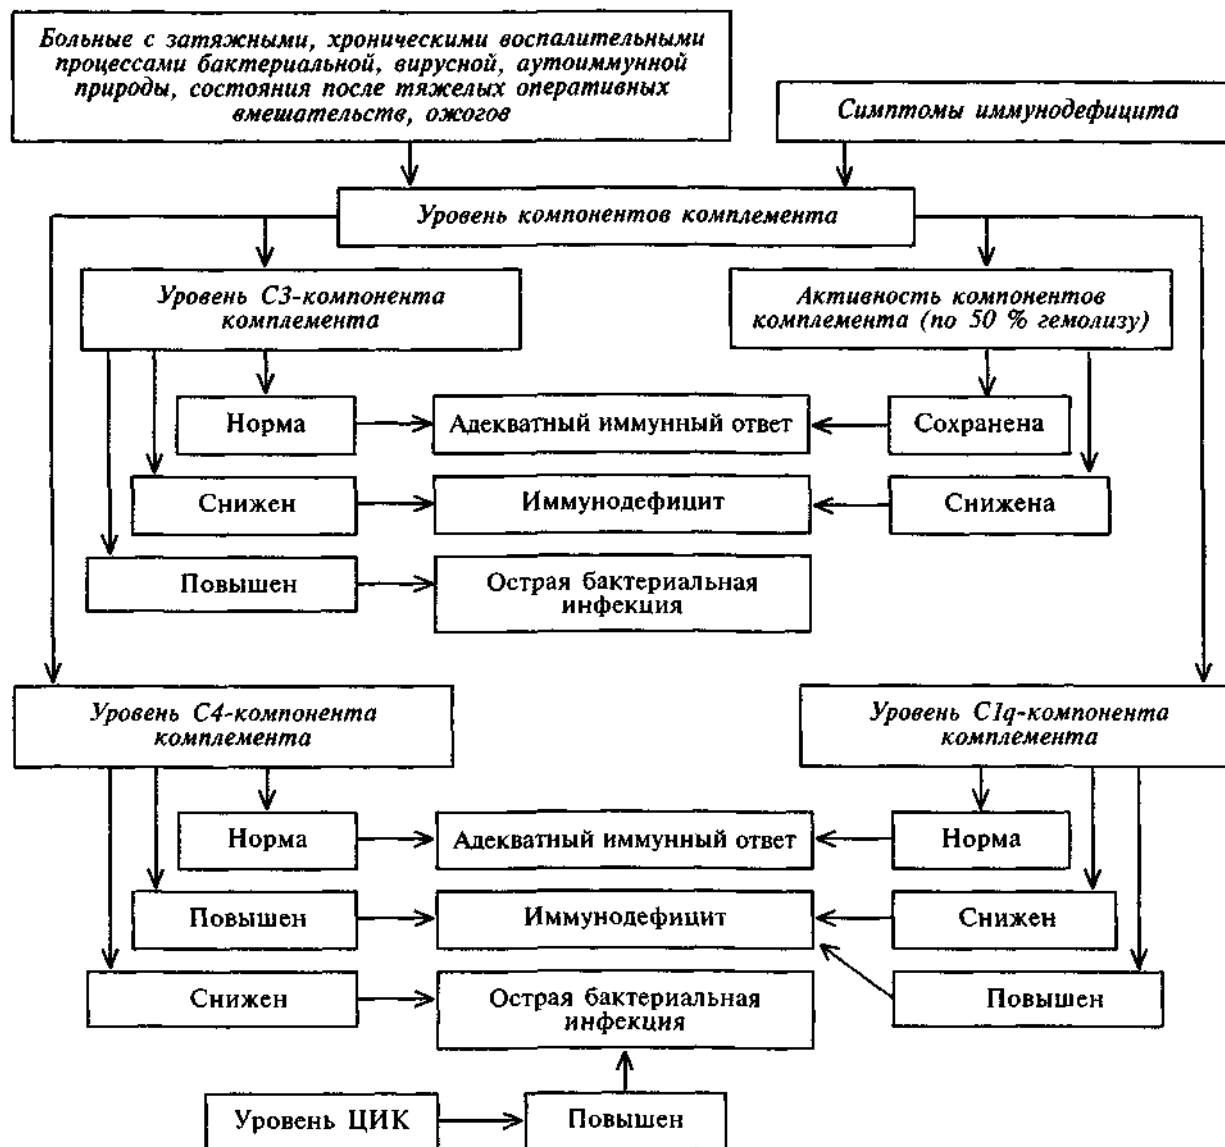 Больные с затяжными, хроническими воспалительными
процессами бактериальной, вирусной, аутоиммунной
природы, состояния после тяжелых оперативных
вмешательств, ожогов
Симптомы иммунодефицита
Уровень компонентов комплемента
Уровень С3-компонента
комплемента
Активность компонентов
комплемента (по 50 % гемолизу)
Норма
Адекватный иммунный ответ
Сохранена
Снижен
Иммунодефицит
Снижена
Повышен
Острая бактериальная
инфекция
Уровень С4-компонента
комплемента
Уровень С1q-компонента
комплемента
Норма
Адекватный иммунный ответ
Норма
Повышен
Иммунодефицит
Снижен
Снижен
Острая бактериальная
инфекция
Повышен
Уровень ЦИК
Повышен